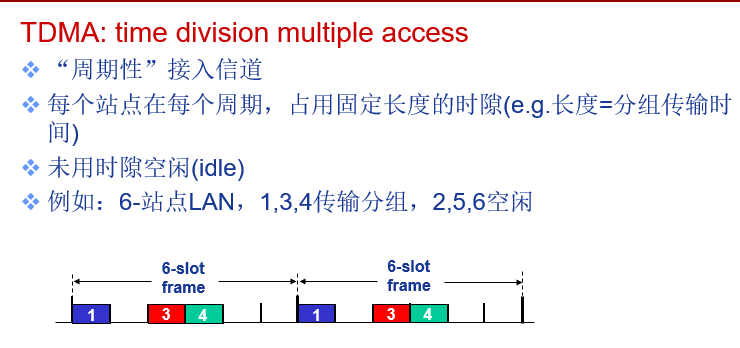 TDMA: time division multiple access
“周期性”接入信道
每个站点在每个周期，占用固定长度的时隙(e.g.长度=分组传输时
间)
未用时隙空闲(idle)
例如：6-站点LAN，1,3,4传输分组，2,5,6空闲
6-slot
frame
6-slot
frame
1 3 4 1 3 4